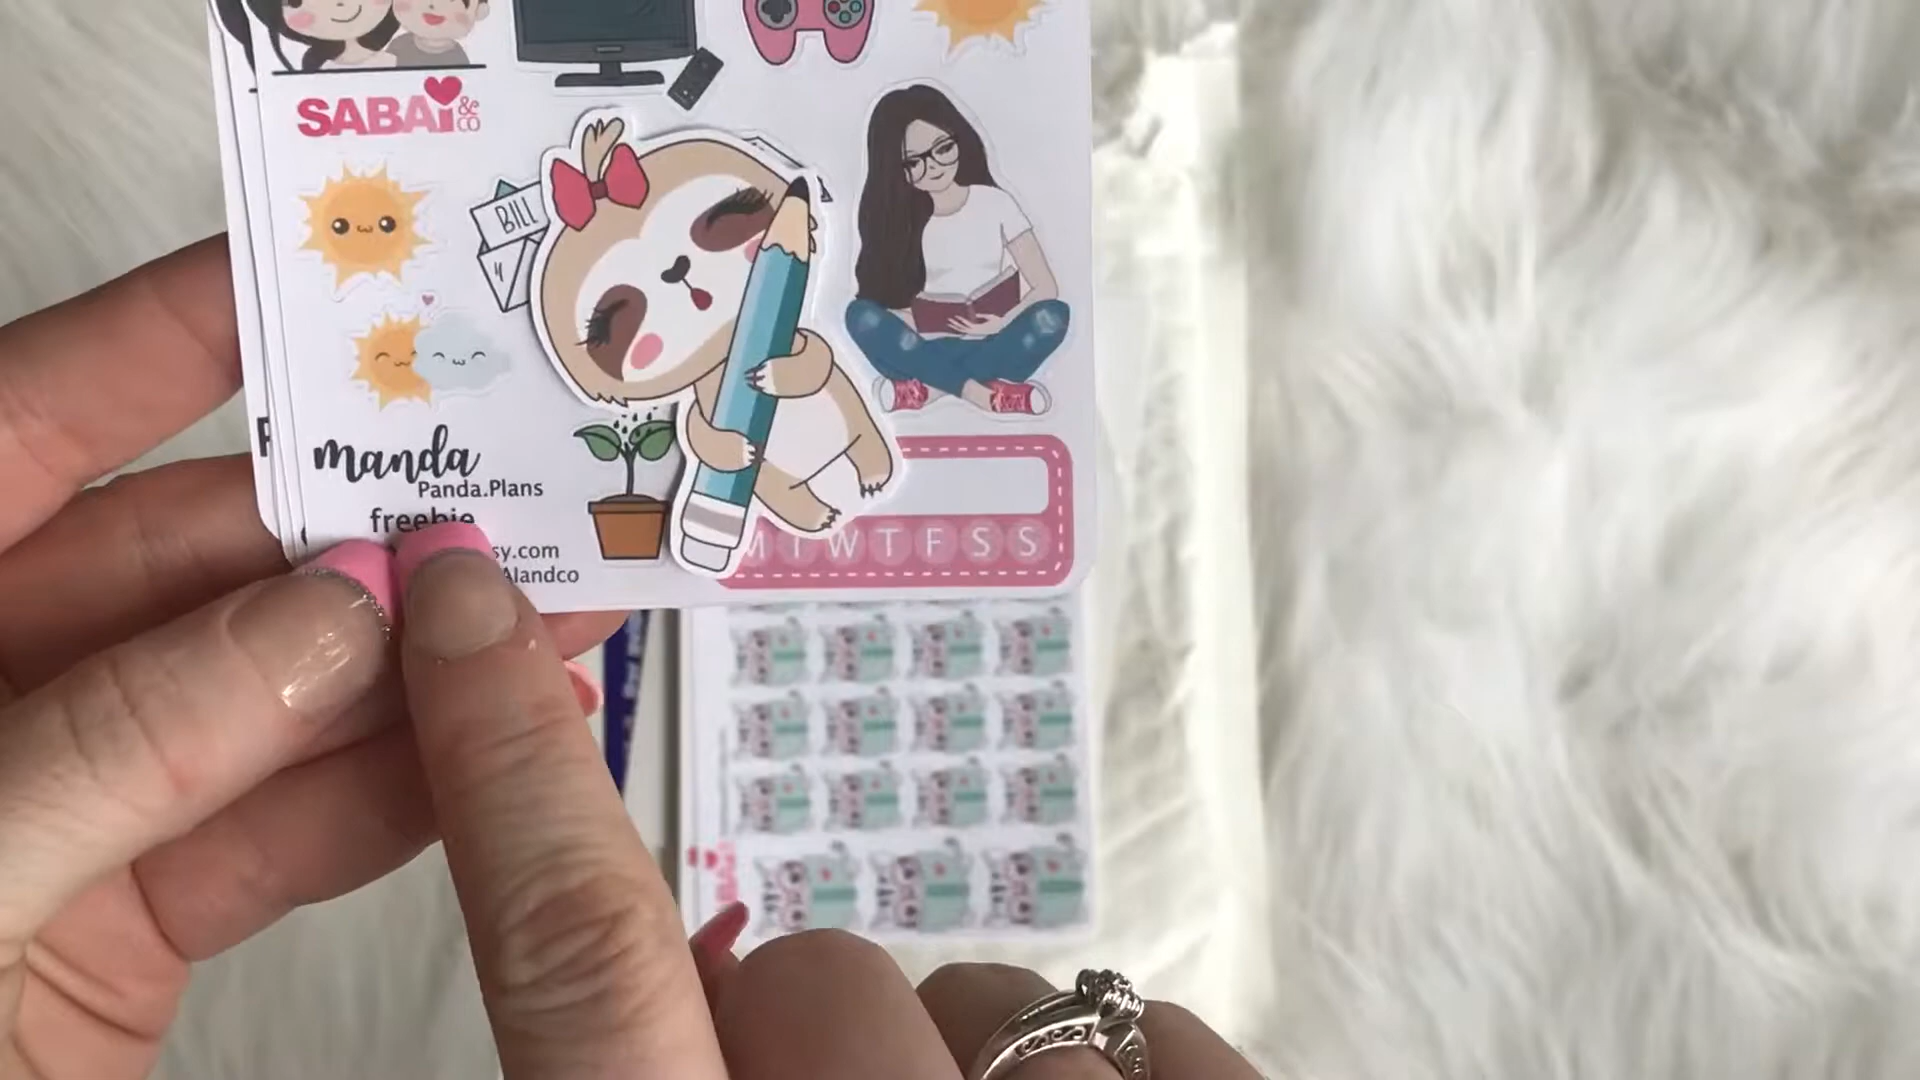 SABAi &co
BILL
manda
Panda.Plans
freebie
sy.com
Alandco
M T W T F S S